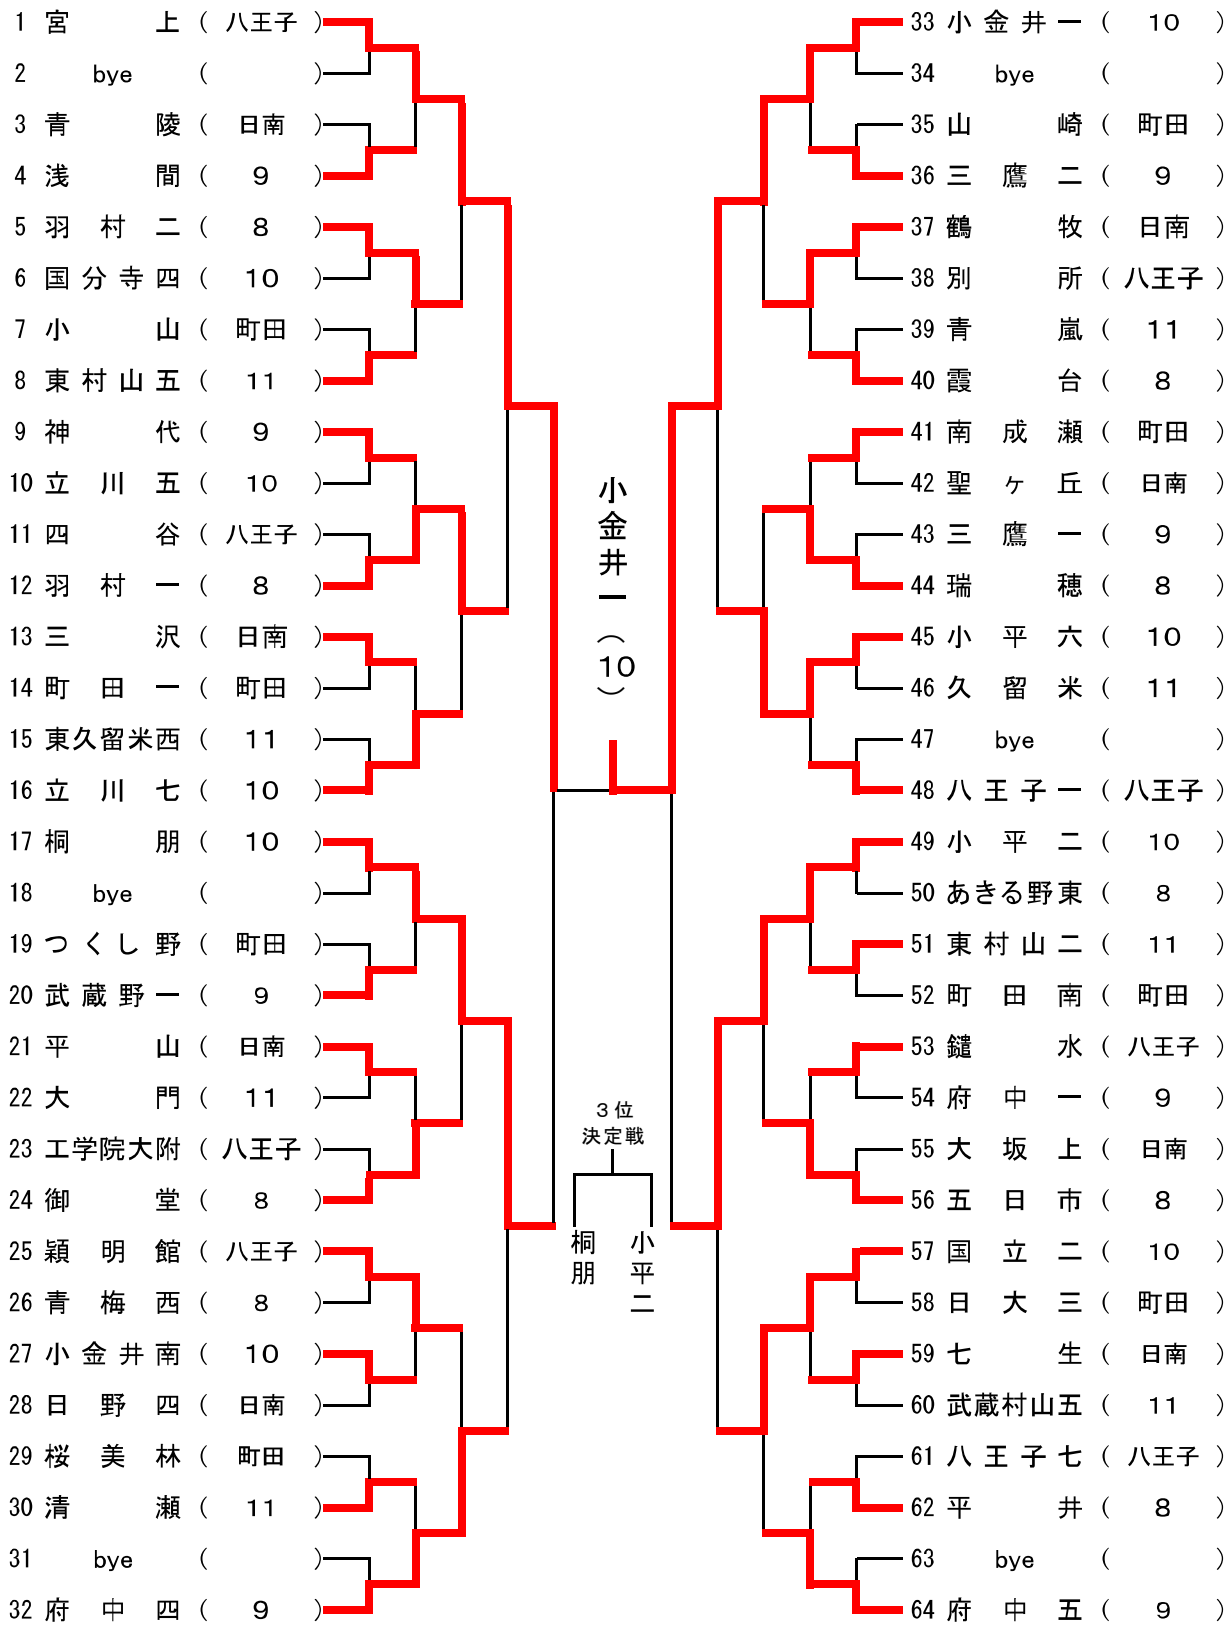 1 宮上 ( 八王子 )
2 bye ( )
3 青陵 ( 日南 )
4 浅間 ( 9 )
5 羽村二 ( 8 )
6 国分寺四 ( 10 )
7 小山 ( 町田 )
8 東村山五 ( 11 )
9 神代 ( 9 )
10 立川五 ( 10 )
11 四谷 ( 八王子 )
12 羽村一 ( 8 )
13 三沢 ( 日南 )
14 町田一 ( 町田 )
15 東久留米西 ( 11 )
16 立川七 ( 10 )
17 桐朋 ( 10 )
18 bye ( )
19 つくし野 ( 町田 )
20 武蔵野一 ( 9 )
21 平山 ( 日南 )
22 大門 ( 11 )
23 工学院大附 ( 八王子 )
24 御堂 ( 8 )
25 穎明館 ( 八王子 )
26 青梅西 ( 8 )
27 小金井南 ( 10 )
28 日野四 ( 日南 )
29 桜美林 ( 町田 )
30 清瀬 ( 11 )
31 bye ( )
32 府中四 ( 9 )
小金井一(10)
3位
決定戦
桐朋
小平二
33 小金井一 ( 10 )
34 bye ( )
35 山崎 ( 町田 )
36 三鷹二 ( 9 )
37 鶴牧 ( 日南 )
38 別所 ( 八王子 )
39 青嵐 ( 11 )
40 霞台 ( 8 )
41 南成瀬 ( 町田 )
42 聖ヶ丘 ( 日南 )
43 三鷹一 ( 9 )
44 瑞穂 ( 8 )
45 小平六 ( 10 )
46 久留米 ( 11 )
47 bye ( )
48 八王子一 ( 八王子 )
49 小平二 ( 10 )
50 あきる野東 ( 8 )
51 東村山二 ( 11 )
52 町田南 ( 町田 )
53 鑓水 ( 八王子 )
54 府中一 ( 9 )
55 大坂上 ( 日南 )
56 五日市 ( 8 )
57 国立二 ( 10 )
58 日大三 ( 町田 )
59 七生 ( 日南 )
60 武蔵村山五 ( 11 )
61 八王子七 ( 八王子 )
62 平井 ( 8 )
63 bye ( )
64 府中五 ( 9 )